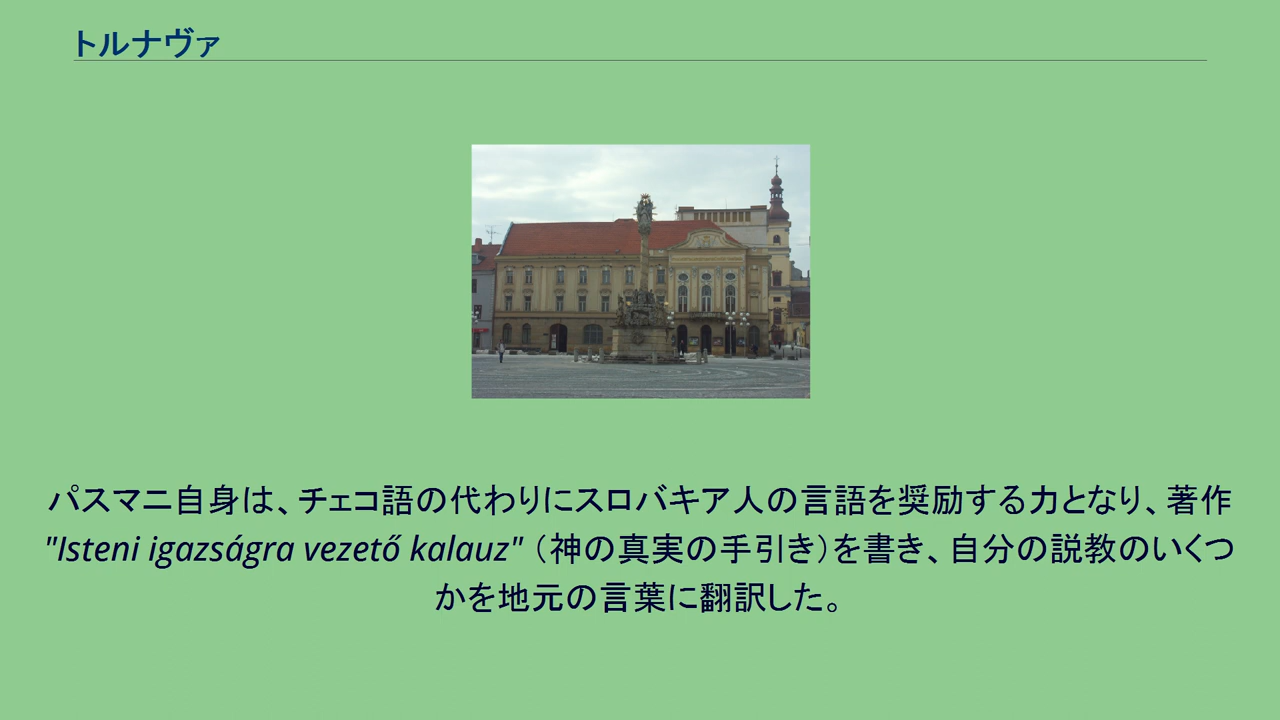 トルナヴァ
パスマニ自身は、チェコ語の代わりにスロバキア人の言語を奨励する力となり、著作
"Isteni igazságra vezető kalauz" （神の真実の手引き）を書き、自分の説教のいくつ
かを地元の言葉に翻訳した。